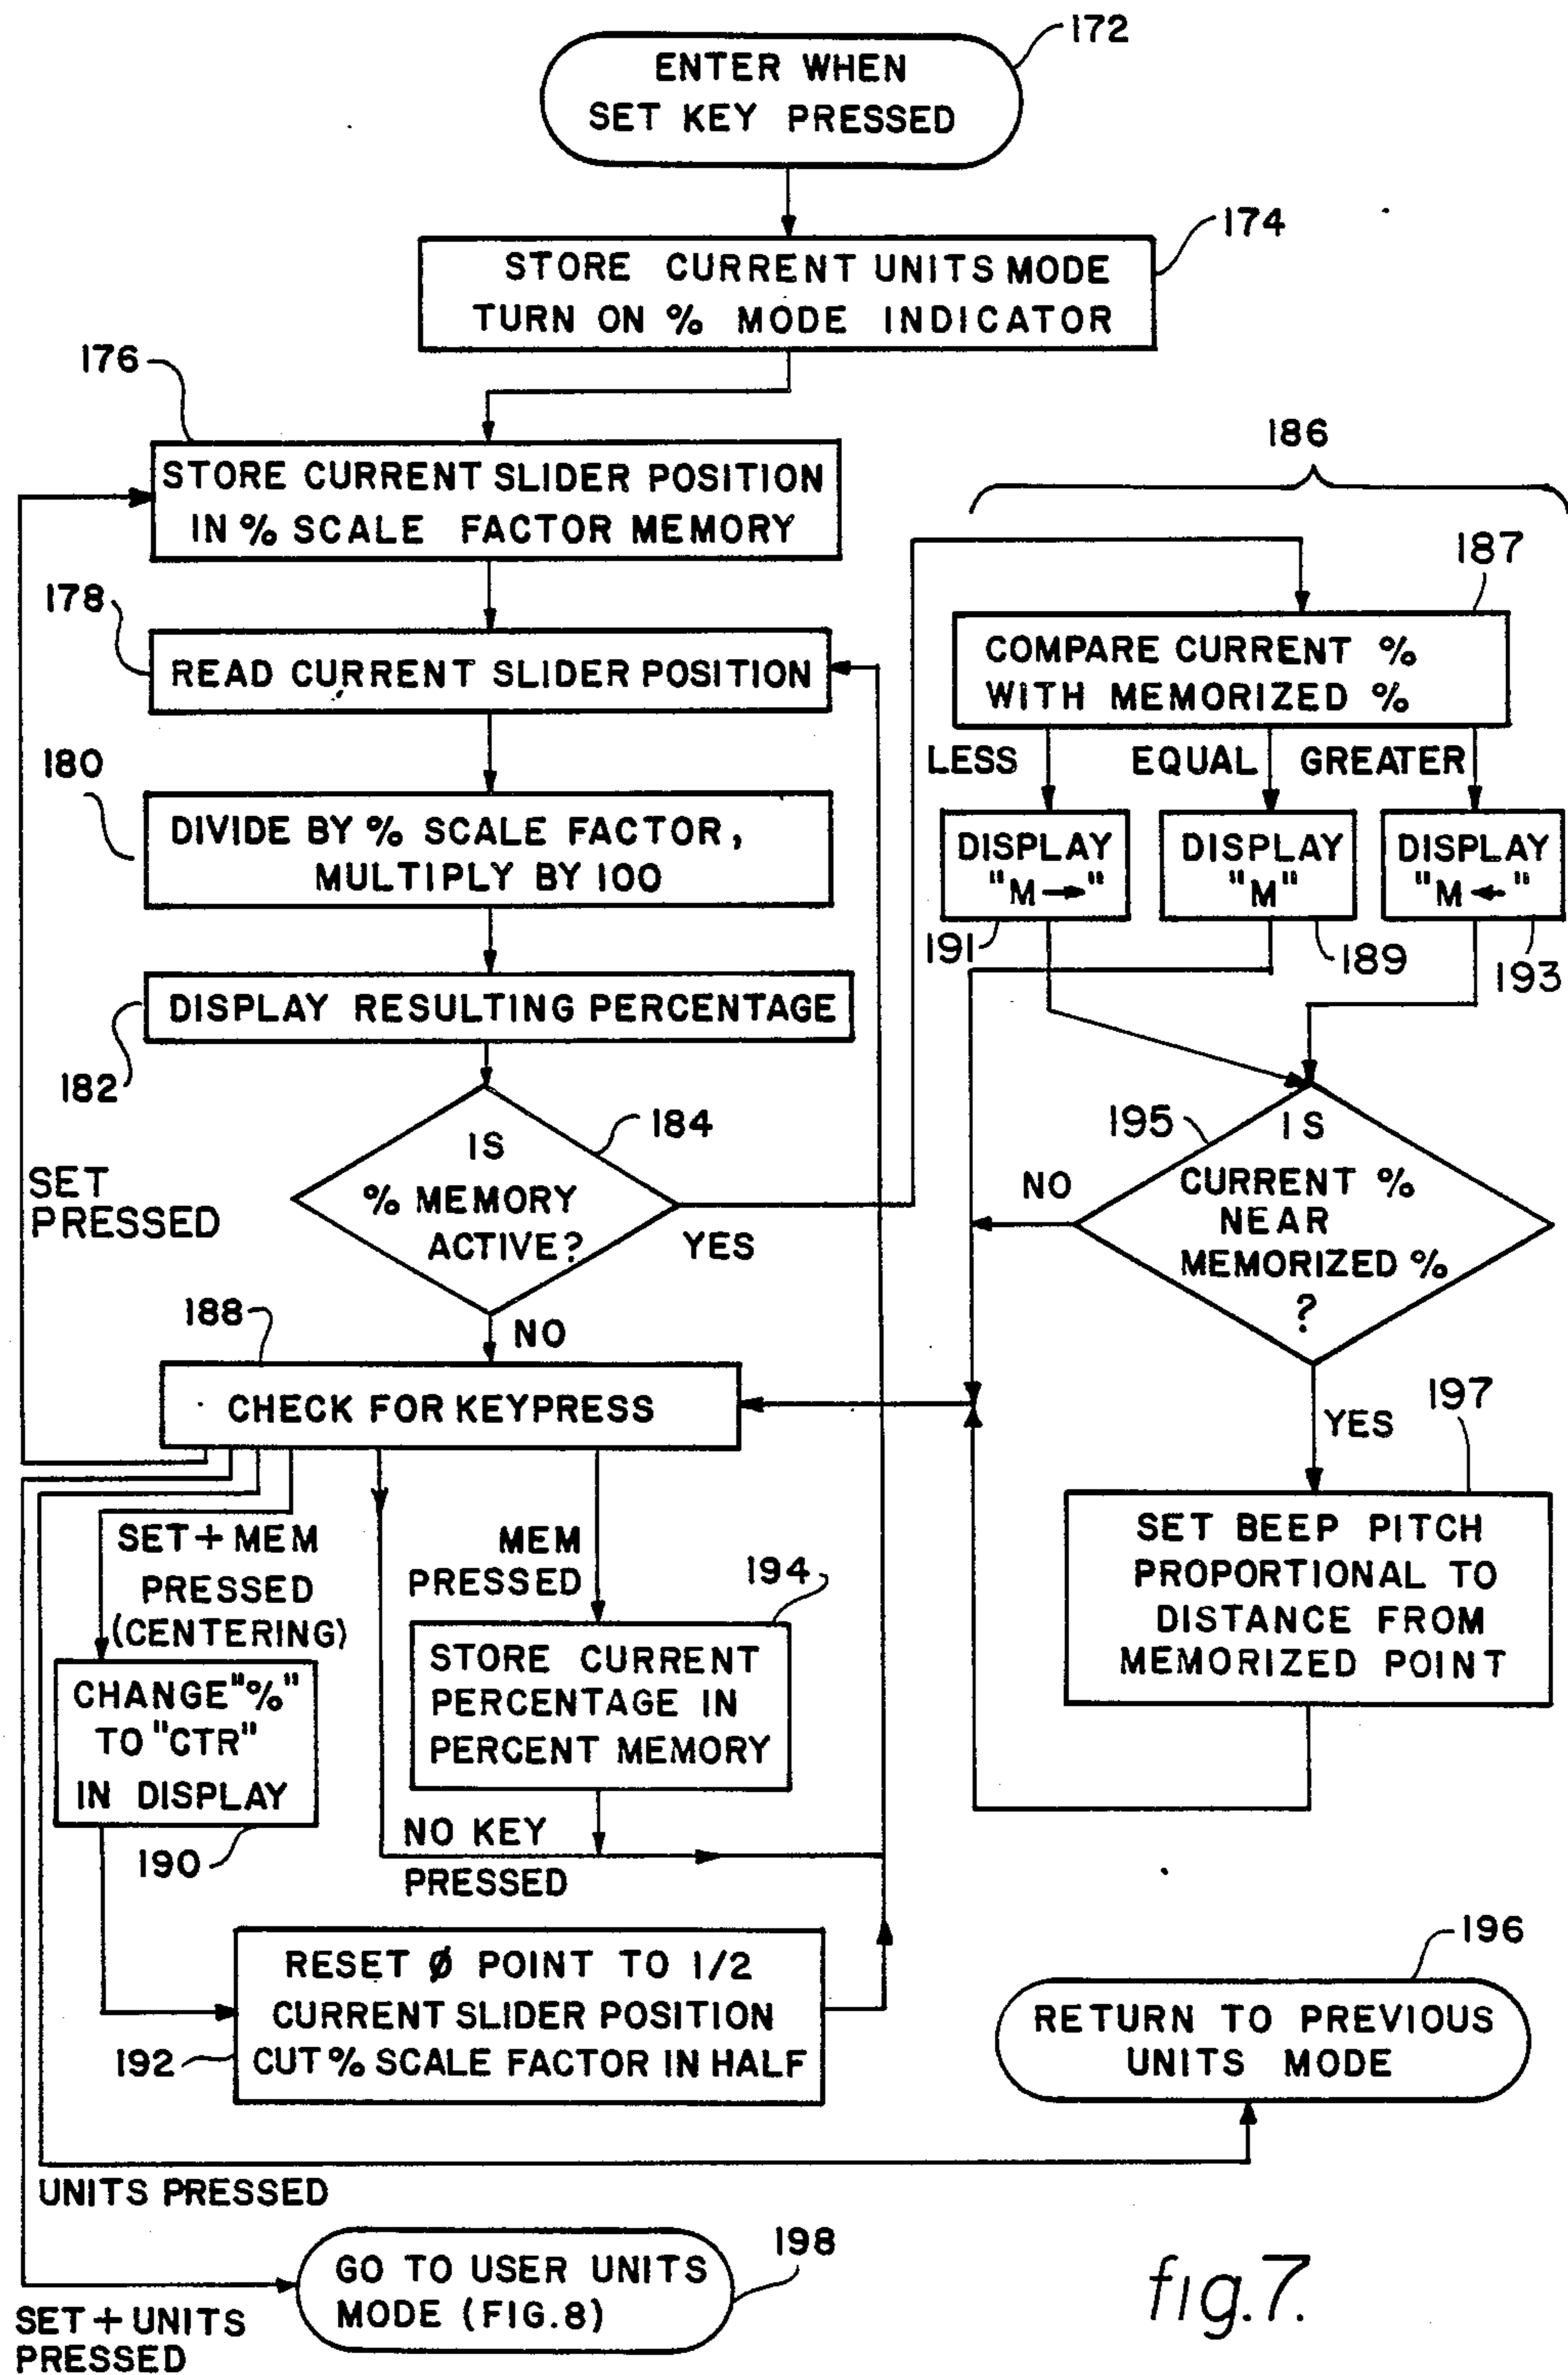 172
ENTER WHEN
SET KEY PRESSED
174
STORE CURRENT UNITS MODE
TURN ON % MODE INDICATOR
176
STORE CURRENT SLIDER POSITION
IN % SCALE FACTOR MEMORY
178
READ CURRENT SLIDER POSITION
180
DIVIDE BY % SCALE FACTOR,
MULTIPLY BY 100
DISPLAY RESULTING PERCENTAGE
182
184
IS
% MEMORY
ACTIVE?
YES
NO
SET
PRESSED
186
187
COMPARE CURRENT %
WITH MEMORIZED %
LESS
EQUAL
GREATER
DISPLAY
"M→"
191
DISPLAY
"M"
189
DISPLAY
"M←"
193
195
IS
CURRENT %
NEAR
MEMORIZED %
?
NO
YES
197
SET BEEP PITCH
PROPORTIONAL TO
DISTANCE FROM
MEMORIZED POINT
188
CHECK FOR KEYPRESS
SET+MEM
PRESSED
(CENTERING)
CHANGE "%"
TO "CTR"
IN DISPLAY
190
MEM
PRESSED
194
STORE CURRENT
PERCENTAGE IN
PERCENT MEMORY
NO KEY
PRESSED
RESET Ø POINT TO 1/2
CURRENT SLIDER POSITION
CUT % SCALE FACTOR IN HALF
192
196
RETURN TO PREVIOUS
UNITS MODE
UNITS PRESSED
198
GO TO USER UNITS
MODE (FIG.8)
SET+UNITS
PRESSED
fig.7.